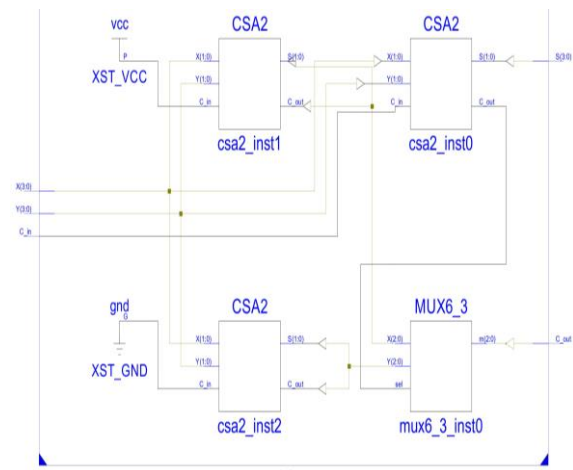 vcc
P
XST_VCC
CSA2
X(1:0)
S(1:0)
Y(1:0)
C_in
C_out
csa2_inst1
CSA2
X(1:0)
S(1:0)
S(3:0)
Y(1:0)
C_in
C_out
csa2_inst0
X(3:0)
Y(3:0)
C_in
gnd
G
XST_GND
CSA2
X(1:0)
S(1:0)
Y(1:0)
C_in
C_out
csa2_inst2
MUX6_3
X(2:0)
m(2:0)
C_out
Y(2:0)
sel
mux6_3_inst0